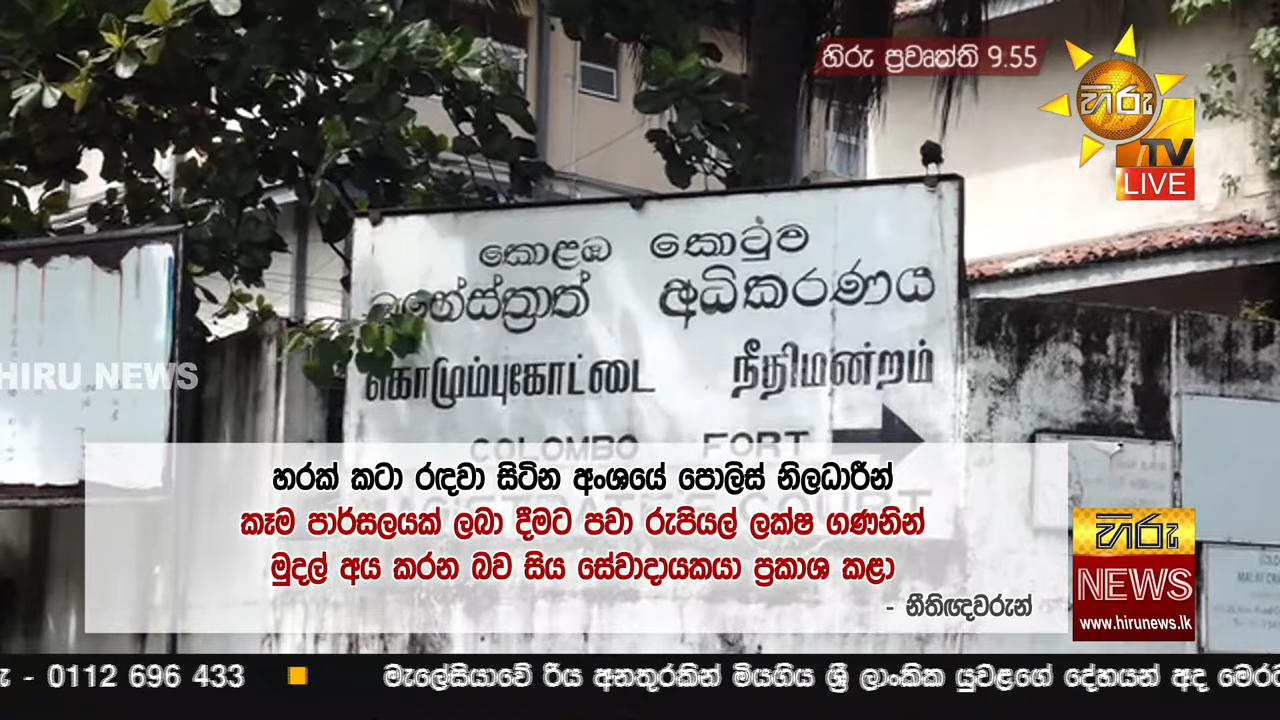 හිරු ප්‍රවෘත්ති 9.55
හිරු
TV
LIVE
කොළඹ කොටුව
මහේස්ත්‍රාත් අධිකරණය
HIRU NEWS
கொழும்புகோட்டை நீதிமன்றம்
COLOMBO FORT
හරක් කටා රඳවා සිටින අංශයේ පොලිස් නිලධාරීන්
කෑම පාර්සලයක් ලබා දීමට පවා රුපියල් ලක්ෂ ගණනින්
මුදල් අය කරන බව සිය සේවාදායකයා ප්‍රකාශ කළා
- නීතිඥවරුන්
හිරු
NEWS
www.hirunews.lk
- 0112 696 433 මැලේසියාවේ රිය අනතුරකින් මියගිය ශ්‍රී ලාංකික යුවළගේ දේහයන් අද